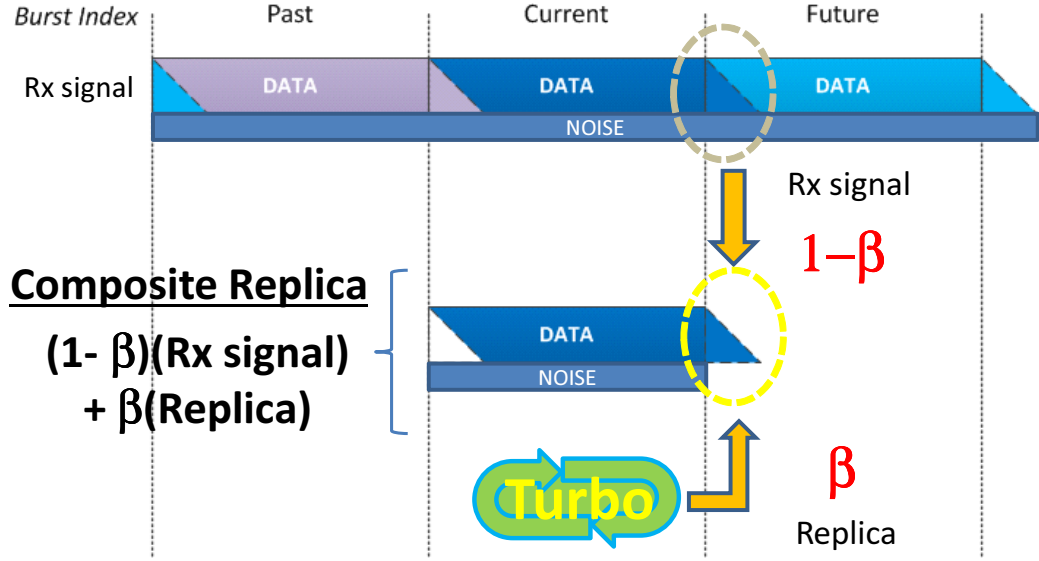 Burst Index Past Current Future
Rx signal DATA DATA DATA
NOISE
Rx signal
1−β
Composite Replica
(1- β)(Rx signal)
+ β(Replica)
DATA
NOISE
Turbo
β
Replica